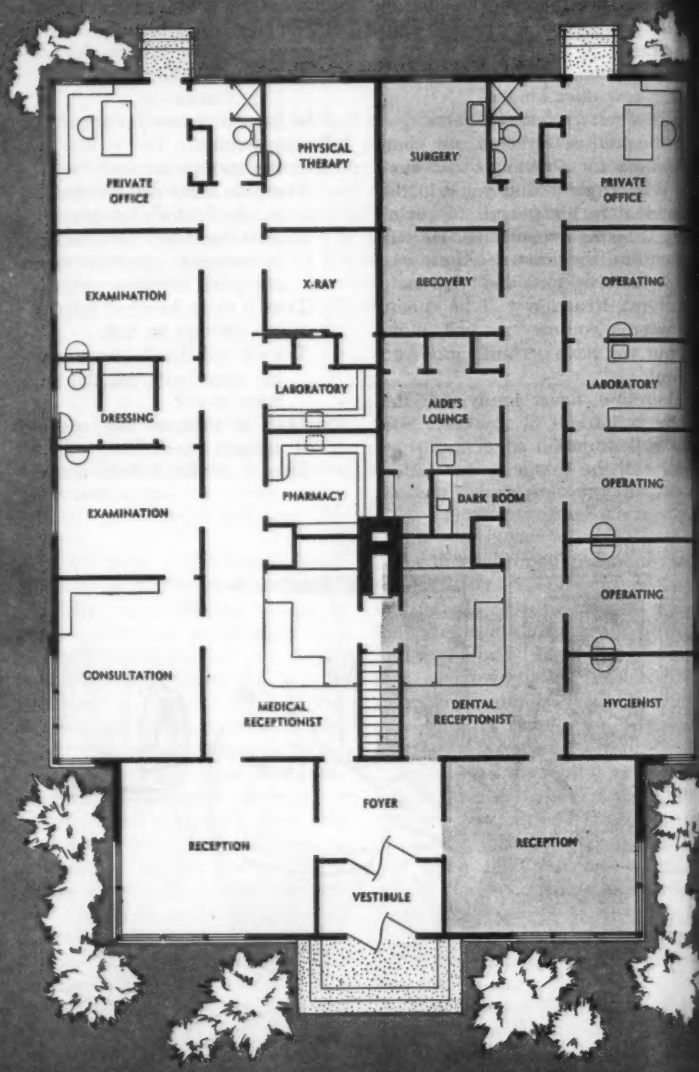 PHYSICAL
THERAPY
SURGERY
PRIVATE
OFFICE
PRIVATE
OFFICE
EXAMINATION
X-RAY
RECOVERY
OPERATING
LABORATORY
LABORATORY
DRESSING
AIDE'S
LOUNGE
OPERATING
EXAMINATION
PHARMACY
DARK ROOM
OPERATING
CONSULTATION
MEDICAL
RECEPTIONIST
DENTAL
RECEPTIONIST
HYGIENIST
FOYER
RECEPTION
RECEPTION
VESTIBULE